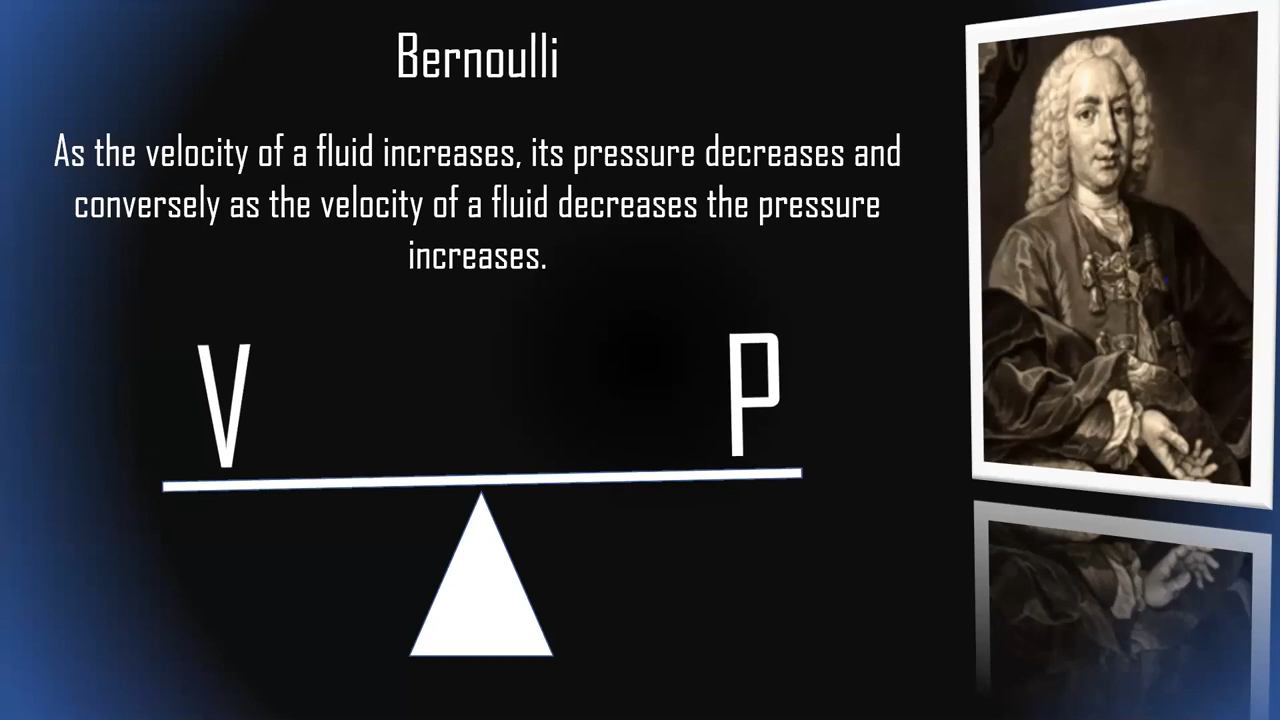 Bernoulli
As the velocity of a fluid increases, its pressure decreases and
conversely as the velocity of a fluid decreases the pressure
increases.
V P